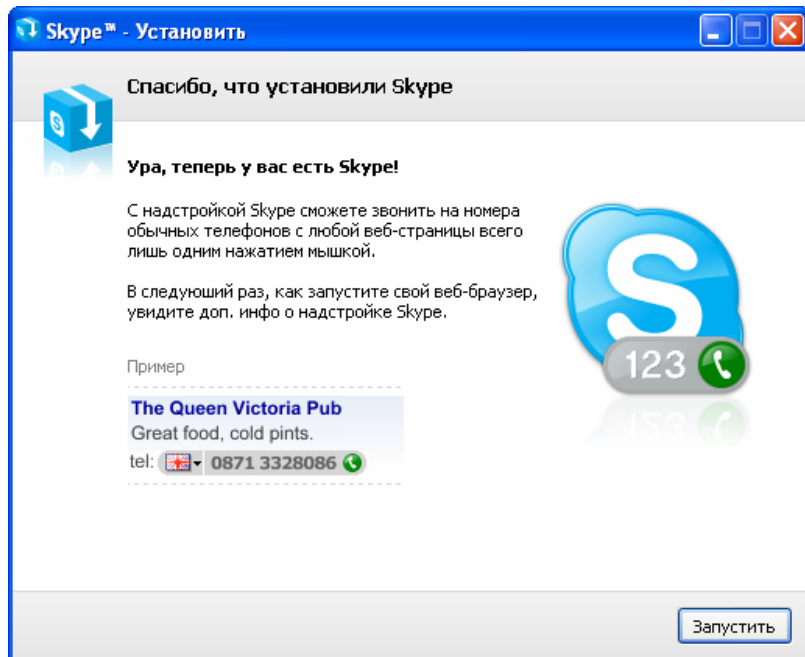 Skype™ - Установить
Спасибо, что установили Skype
Ура, теперь у вас есть Skype!
С надстройкой Skype сможете звонить на номера
обычных телефонов с любой веб-страницы всего
лишь одним нажатием мышкой.
В следуюший раз, как запустите свой веб-браузер,
увидите доп. инфо о надстройке Skype.
Пример
The Queen Victoria Pub
Great food, cold pints.
tel: 0871 3328086
S
123
Запустить